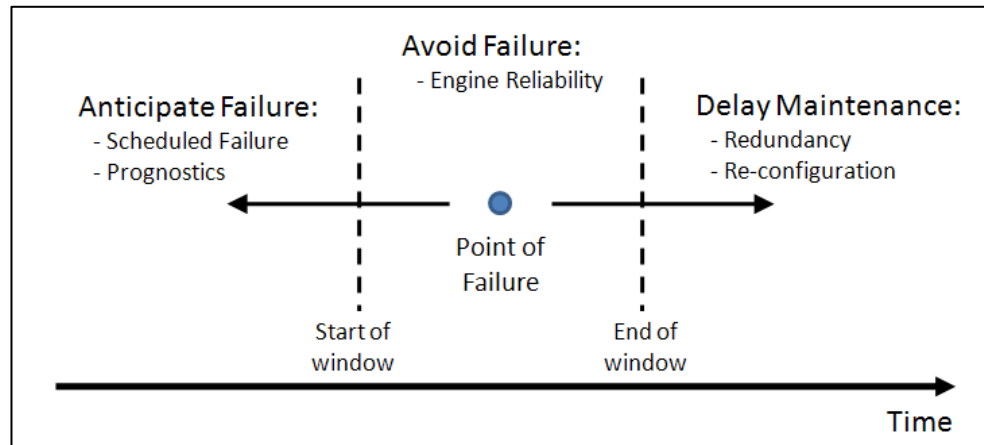 Avoid Failure:
- Engine Reliability
Anticipate Failure:
- Scheduled Failure
- Prognostics
Delay Maintenance:
- Redundancy
- Re-configuration
Point of
Failure
Start of
window
End of
window
Time